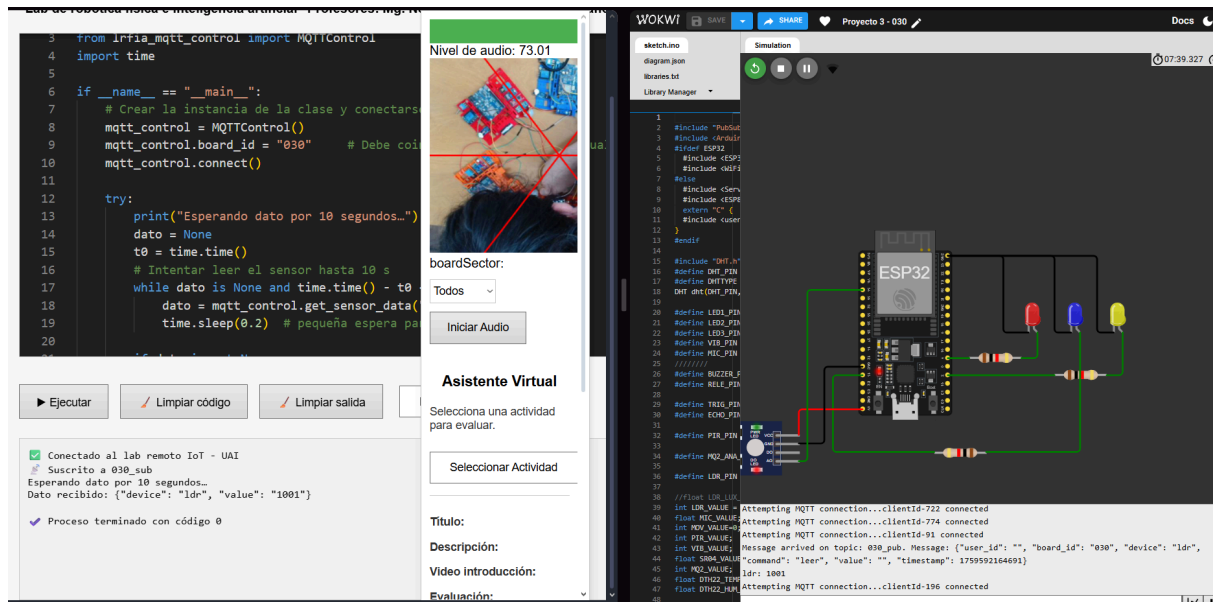 Lab de robótica física e inteligencia artificial - Profesores: Mg. No
3 from lrfia_mqtt_control import MQTTControl
4 import time
5
6 if __name__ == "__main__":
7 # Crear la instancia de la clase y conectarse
8 mqtt_control = MQTTControl()
9 mqtt_control.board_id = "030" # Debe coi
10 mqtt_control.connect()
11
12 try:
13 print("Esperando dato por 10 segundos…")
14 dato = None
15 t0 = time.time()
16 # Intentar leer el sensor hasta 10 s
17 while dato is None and time.time() - t0
18 dato = mqtt_control.get_sensor_data(
19 time.sleep(0.2) # pequeña espera par
20
▶ Ejecutar
Limpiar código
Limpiar salida
Conectado al lab remoto IoT - UAI
Suscrito a 030_sub
Esperando dato por 10 segundos…
Dato recibido: {"device": "ldr", "value": "1001"}
Proceso terminado con código 0
Nivel de audio: 73.01
boardSector:
Todos
Iniciar Audio
Asistente Virtual
Selecciona una actividad
para evaluar.
Seleccionar Actividad
Titulo:
Descripción:
Video introducción:
Evaluación:
WOKWI
SAVE
SHARE
Proyecto 3 - 030
Docs
sketch.ino
diagram.json
libraries.txt
Library Manager
Simulation
07:39.327
1
2 #include "PubSub
3 #include <Arduin
4 #ifdef ESP32
5 #include <ESP3
6 #include <WiFi
7 #else
8 #include <Serv
9 #include <ESP8
10 extern "C" {
11 #include <user
12 }
13 #endif
14
15 #include "DHT.h"
16 #define DHT_PIN
17 #define DHTTYPE
18 DHT dht(DHT_PIN,
19
20 #define LED1_PIN
21 #define LED2_PIN
22 #define LED3_PIN
23 #define VIB_PIN
24 #define MIC_PIN
25 ////////
26 #define BUZZER_P
27 #define RELE_PIN
28
29 #define TRIG_PIN
30 #define ECHO_PIN
31
32 #define PIR_PIN
33
34 #define MQ2_ANA
35
36 #define LDR_PIN
37
38 //float LDR_LUX
39 int LDR_VALUE =
40 float MIC_VALUE;
41 int MOV_VALUE=0;
42 int PIR_VALUE;
43 int VIB_VALUE;
44 float SR04_VALUE
45 int MQ2_VALUE;
46 float DTH22_TEMP
47 float DTH22_HUM
48
ESP32
VCC
GND
DO
AO
Attempting MQTT connection...clientId-722 connected
Attempting MQTT connection...clientId-774 connected
Attempting MQTT connection...clientId-91 connected
Message arrived on topic: 030_pub. Message: {"user_id": "", "board_id": "030", "device": "ldr",
"command": "leer", "value": "", "timestamp": 1759592164691}
ldr: 1001
Attempting MQTT connection...clientId-196 connected